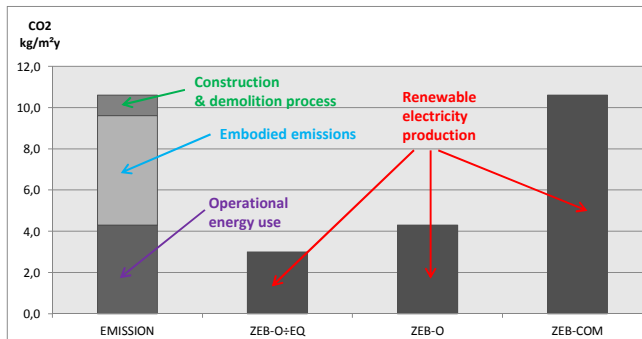 CO2
kg/m²y
12,0
10,0
8,0
6,0
4,0
2,0
0,0
Construction
& demolition process
Embodied emissions
Operational
energy use
Renewable
electricity
production
EMISSION
ZEB-O÷EQ
ZEB-O
ZEB-COM